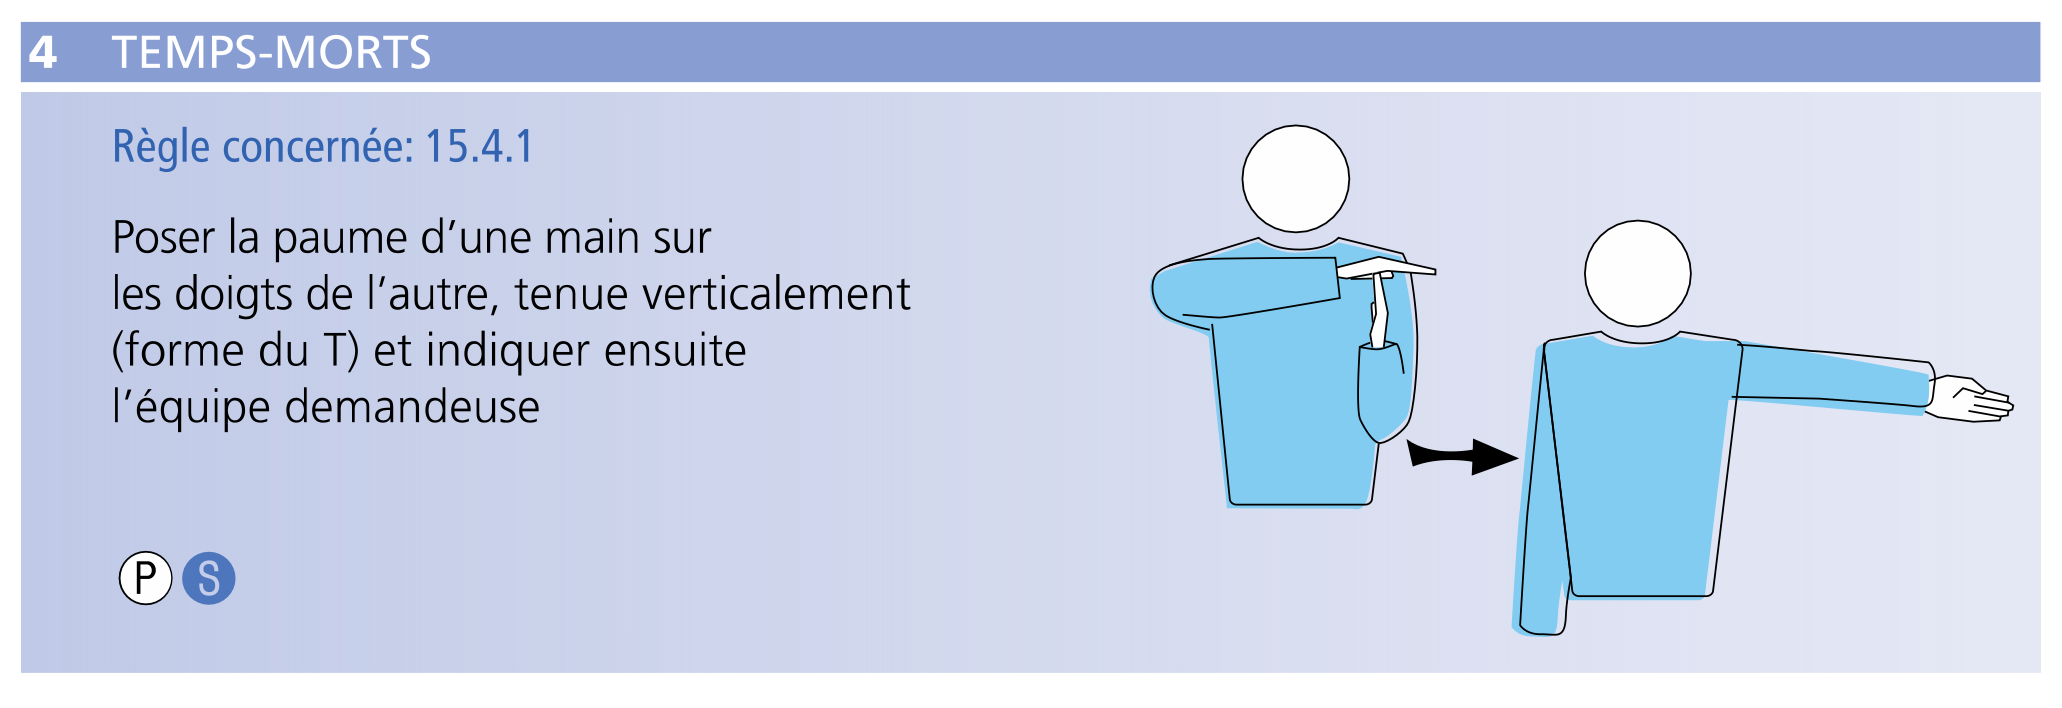 4 TEMPS-MORTS
Règle concernée: 15.4.1
Poser la paume d’une main sur
les doigts de l’autre, tenue verticalement
(forme du T) et indiquer ensuite
l’équipe demandeuse
P S